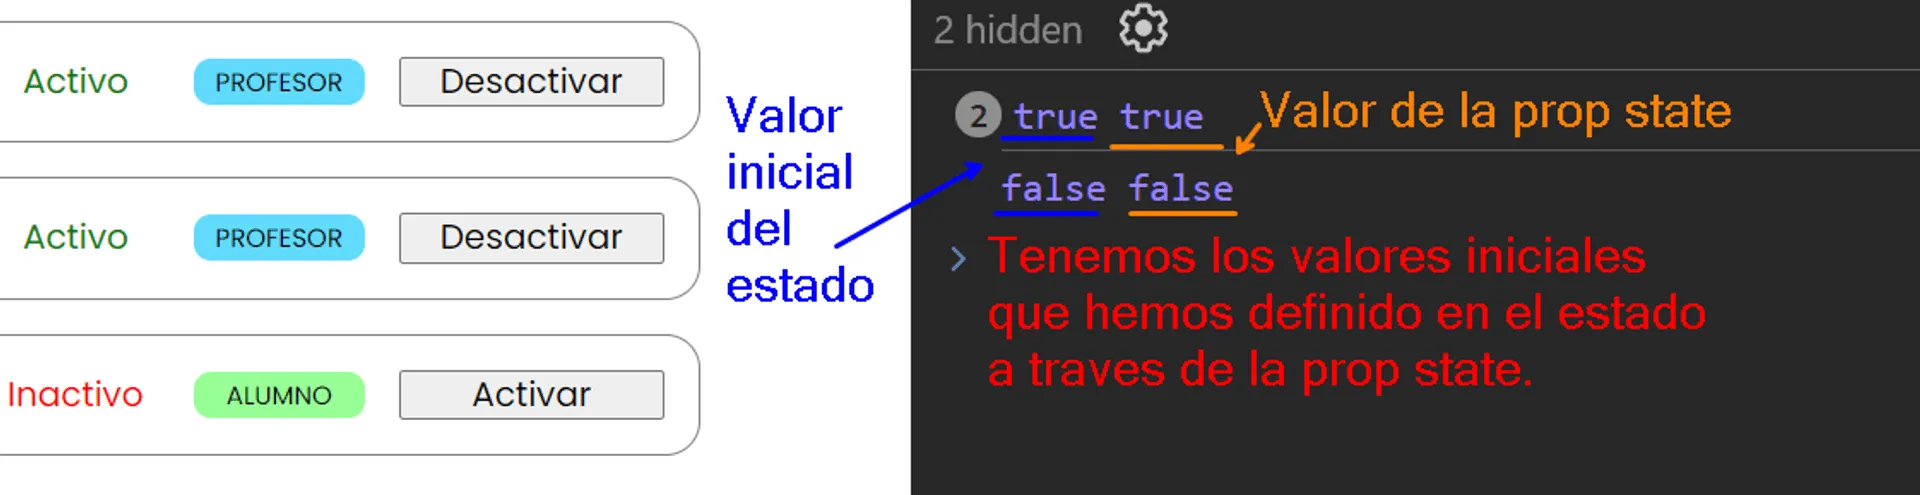 Activo PROFESOR Desactivar
Activo PROFESOR Desactivar
Inactivo ALUMNO Activar
Valor
inicial
del
estado
2 hidden
2 true true
Valor de la prop state
false false
> Tenemos los valores iniciales
que hemos definido en el estado
a traves de la prop state.